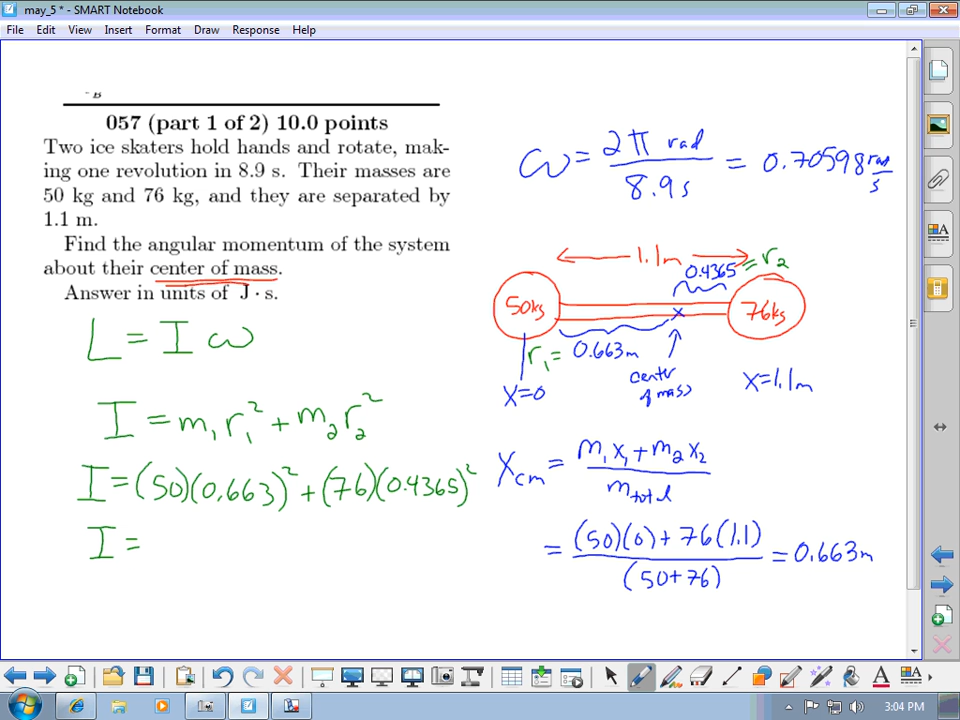 may_5 * - SMART Notebook
File Edit View Insert Format Draw Response Help
057 (part 1 of 2) 10.0 points
Two ice skaters hold hands and rotate, mak-
ing one revolution in 8.9 s. Their masses are
50 kg and 76 kg, and they are separated by
1.1 m.
Find the angular momentum of the system
about their center of mass.
Answer in units of J · s.
L = I ω
I = m₁r₁² + m₂r₂²
I = (50)(0.663)² + (76)(0.4365)²
I =
ω = 2π rad / 8.9 s = 0.70598 rad/s
1.1m
0.4365 = r₂
50kg
76kg
r₁ = 0.663m
X=0
center
of mass
X=1.1m
Xcm = m₁x₁ + m₂x₂ / mtotal
= (50)(0) + 76(1.1) / (50+76) = 0.663m
3:04 PM